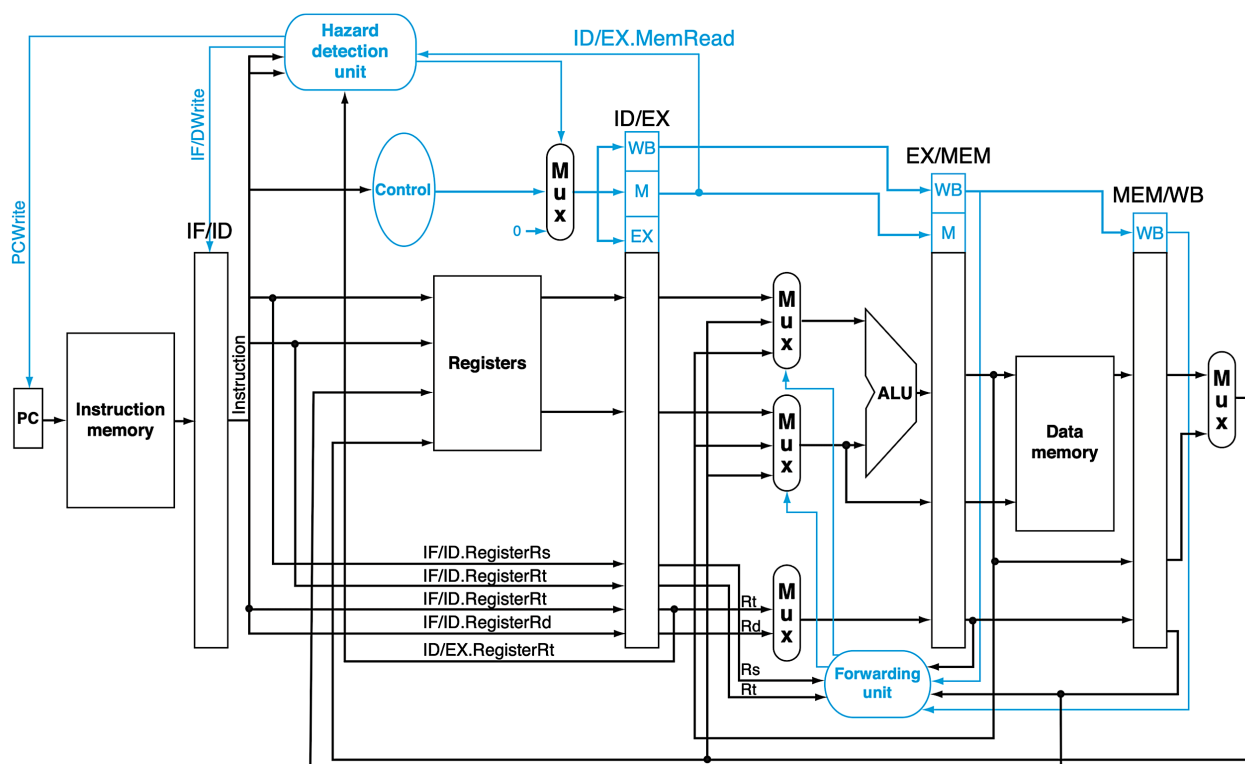 Hazard
detection
unit
ID/EX.MemRead
PCWrite
IF/DWrite
ID/EX
Control
Mux
0
WB
M
EX
EX/MEM
WB
M
MEM/WB
WB
IF/ID
Instruction
PC
Instruction
memory
Registers
Mux
Mux
ALU
Data
memory
Mux
IF/ID.RegisterRs
IF/ID.RegisterRt
IF/ID.RegisterRt
IF/ID.RegisterRd
ID/EX.RegisterRt
Rt
Rd
Mux
Rs
Rt
Forwarding
unit